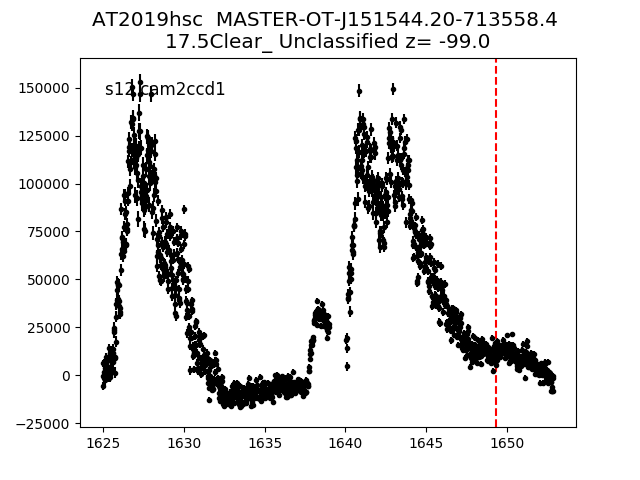 AT2019hsc  MASTER-OT-J151544.20-713558.4
17.5Clear_ Unclassified z= -99.0
s12 cam2ccd1
150000
125000
100000
75000
50000
25000
0
−25000
1625 1630 1635 1640 1645 1650